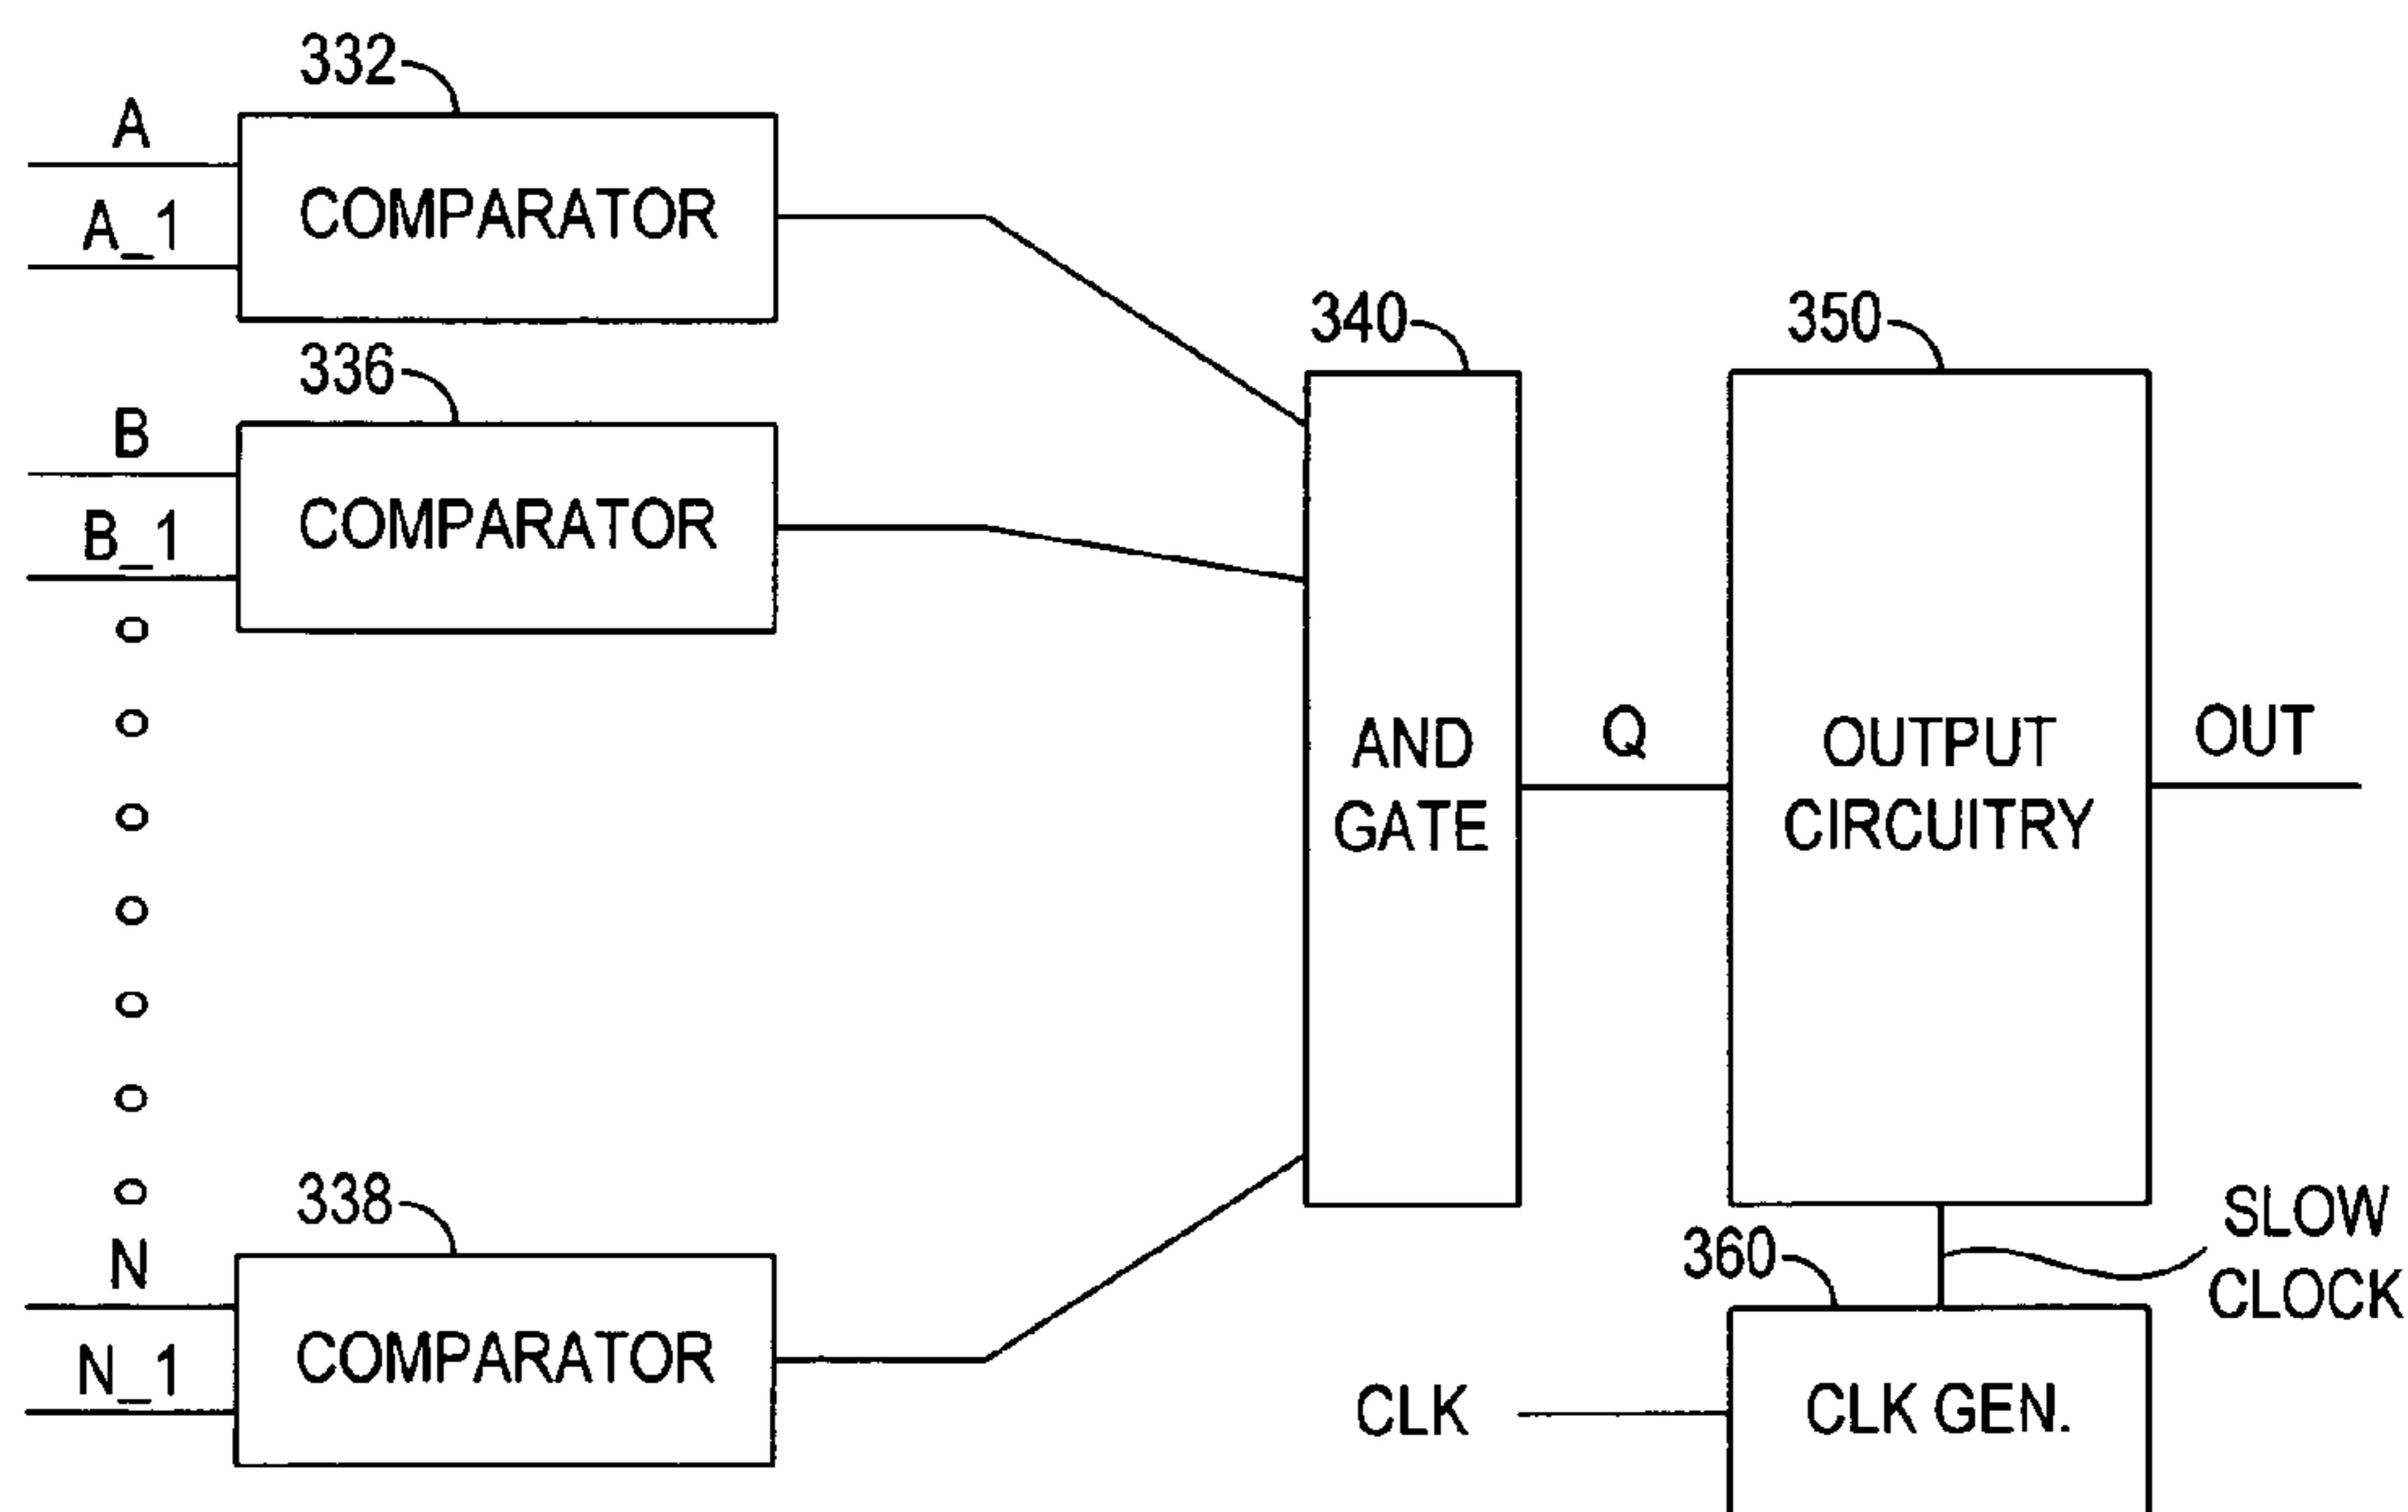 332
A
A_1
COMPARATOR
336
B
B_1
COMPARATOR
340
AND
GATE
Q
350
OUTPUT
CIRCUITRY
OUT
338
N
N_1
COMPARATOR
SLOW
CLOCK
360
CLK
CLK GEN.